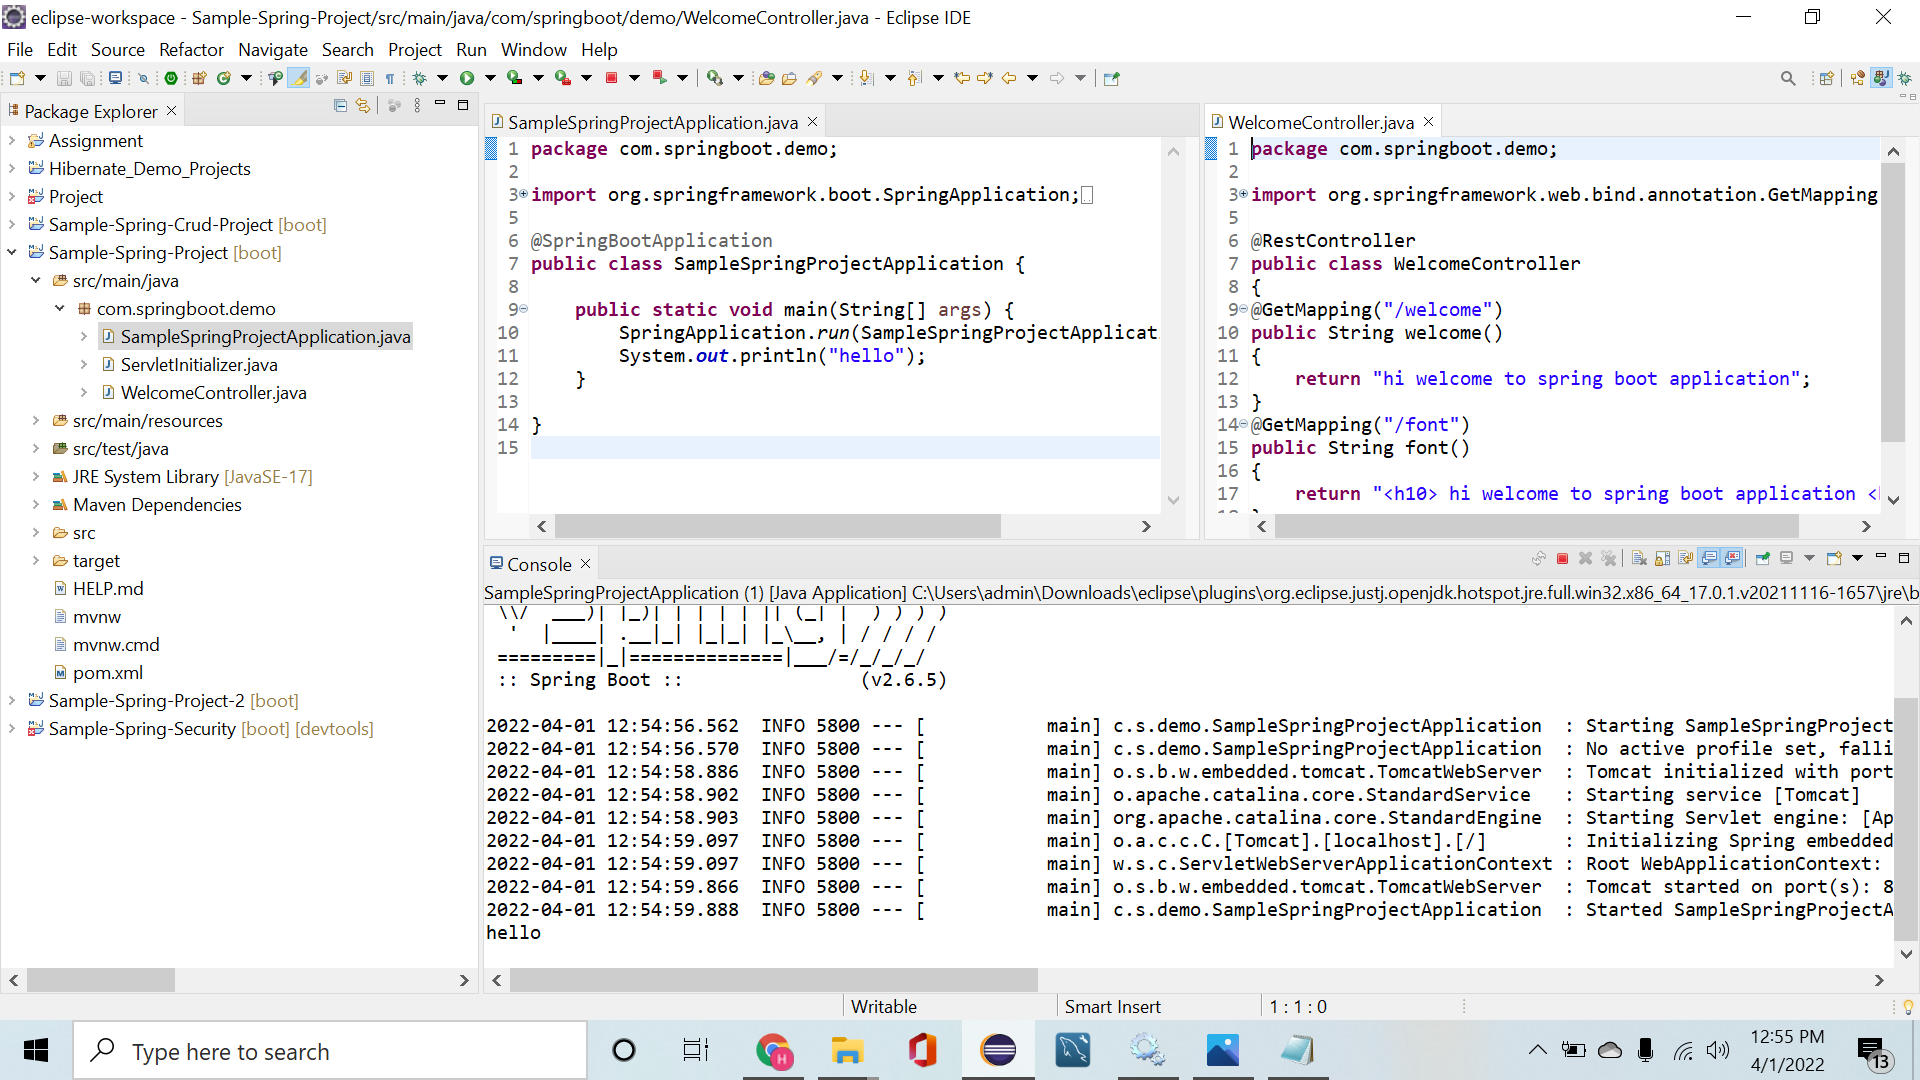 eclipse-workspace - Sample-Spring-Project/src/main/java/com/springboot/demo/WelcomeController.java - Eclipse IDE
File Edit Source Refactor Navigate Search Project Run Window Help
Package Explorer
Assignment
Hibernate_Demo_Projects
Project
Sample-Spring-Crud-Project [boot]
Sample-Spring-Project [boot]
src/main/java
com.springboot.demo
SampleSpringProjectApplication.java
ServletInitializer.java
WelcomeController.java
src/main/resources
src/test/java
JRE System Library [JavaSE-17]
Maven Dependencies
src
target
HELP.md
mvnw
mvnw.cmd
pom.xml
Sample-Spring-Project-2 [boot]
Sample-Spring-Security [boot] [devtools]
SampleSpringProjectApplication.java
1 package com.springboot.demo;
2
3 import org.springframework.boot.SpringApplication;
5
6 @SpringBootApplication
7 public class SampleSpringProjectApplication {
8
9 public static void main(String[] args) {
10 SpringApplication.run(SampleSpringProjectApplicat
11 System.out.println("hello");
12 }
13
14 }
15
WelcomeController.java
1 package com.springboot.demo;
2
3 import org.springframework.web.bind.annotation.GetMapping
5
6 @RestController
7 public class WelcomeController
8 {
9 @GetMapping("/welcome")
10 public String welcome()
11 {
12 return "hi welcome to spring boot application";
13 }
14 @GetMapping("/font")
15 public String font()
16 {
17 return "<h10> hi welcome to spring boot application <
Console
SampleSpringProjectApplication (1) [Java Application] C:\Users\admin\Downloads\eclipse\plugins\org.eclipse.justj.openjdk.hotspot.jre.full.win32.x86_64_17.0.1.v20211116-1657\jre\b
\\/  ___)| |_)| | | | | || (_| |  ) ) ) )
 '  |____| .__|_| |_|_| |_\__, | / / / /
=========|_|==============|___/=/_/_/_/
:: Spring Boot :: (v2.6.5)
2022-04-01 12:54:56.562 INFO 5800 --- [ main] c.s.demo.SampleSpringProjectApplication : Starting SampleSpringProject
2022-04-01 12:54:56.570 INFO 5800 --- [ main] c.s.demo.SampleSpringProjectApplication : No active profile set, falli
2022-04-01 12:54:58.886 INFO 5800 --- [ main] o.s.b.w.embedded.tomcat.TomcatWebServer : Tomcat initialized with port
2022-04-01 12:54:58.902 INFO 5800 --- [ main] o.apache.catalina.core.StandardService : Starting service [Tomcat]
2022-04-01 12:54:58.903 INFO 5800 --- [ main] org.apache.catalina.core.StandardEngine : Starting Servlet engine: [Ap
2022-04-01 12:54:59.097 INFO 5800 --- [ main] o.a.c.c.C.[Tomcat].[localhost].[/] : Initializing Spring embedded
2022-04-01 12:54:59.097 INFO 5800 --- [ main] w.s.c.ServletWebServerApplicationContext : Root WebApplicationContext:
2022-04-01 12:54:59.866 INFO 5800 --- [ main] o.s.b.w.embedded.tomcat.TomcatWebServer : Tomcat started on port(s): 8
2022-04-01 12:54:59.888 INFO 5800 --- [ main] c.s.demo.SampleSpringProjectApplication : Started SampleSpringProjectA
hello
Writable Smart Insert 1 : 1 : 0
Type here to search
H
12:55 PM
4/1/2022
13